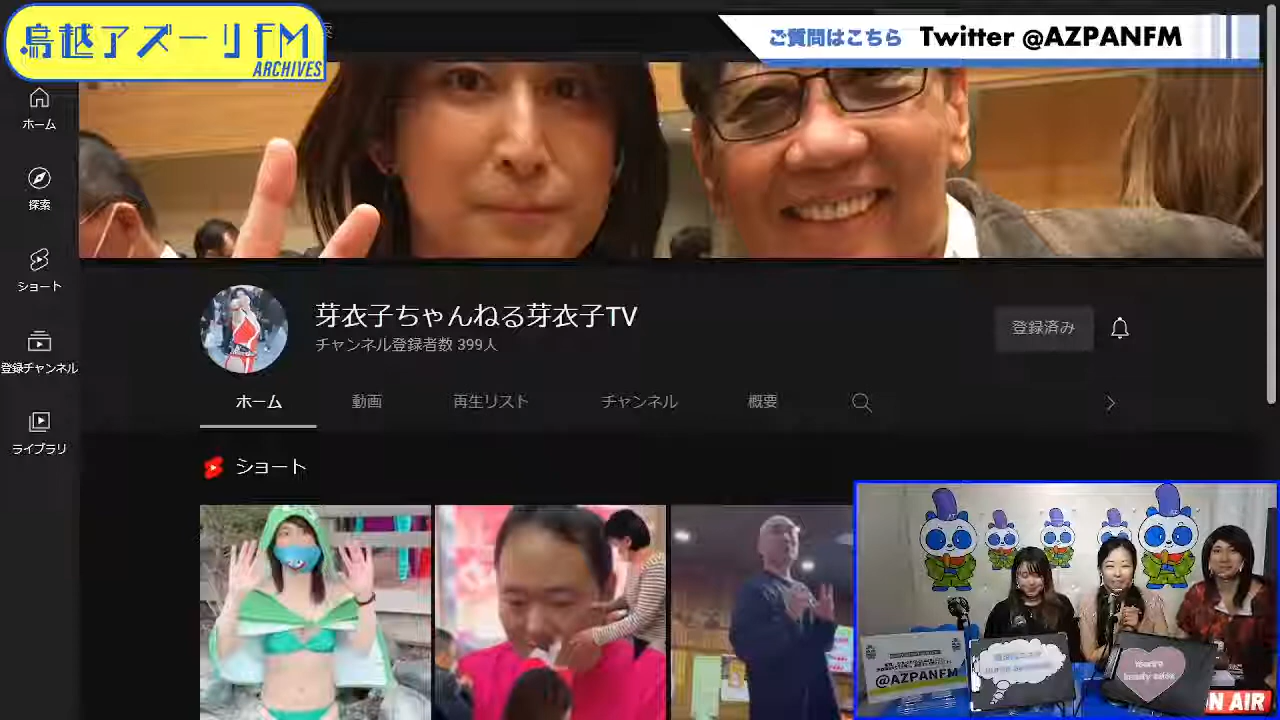 鳥越アズーリFM
ARCHIVES
ご質問はこちら Twitter @AZPANFM
ホーム
探索
ショート
登録チャンネル
ライブラリ
芽衣子ちゃんねる芽衣子TV
チャンネル登録者数 399人
登録済み
ホーム 動画 再生リスト チャンネル 概要
ショート
@AZPANFM
ON AIR